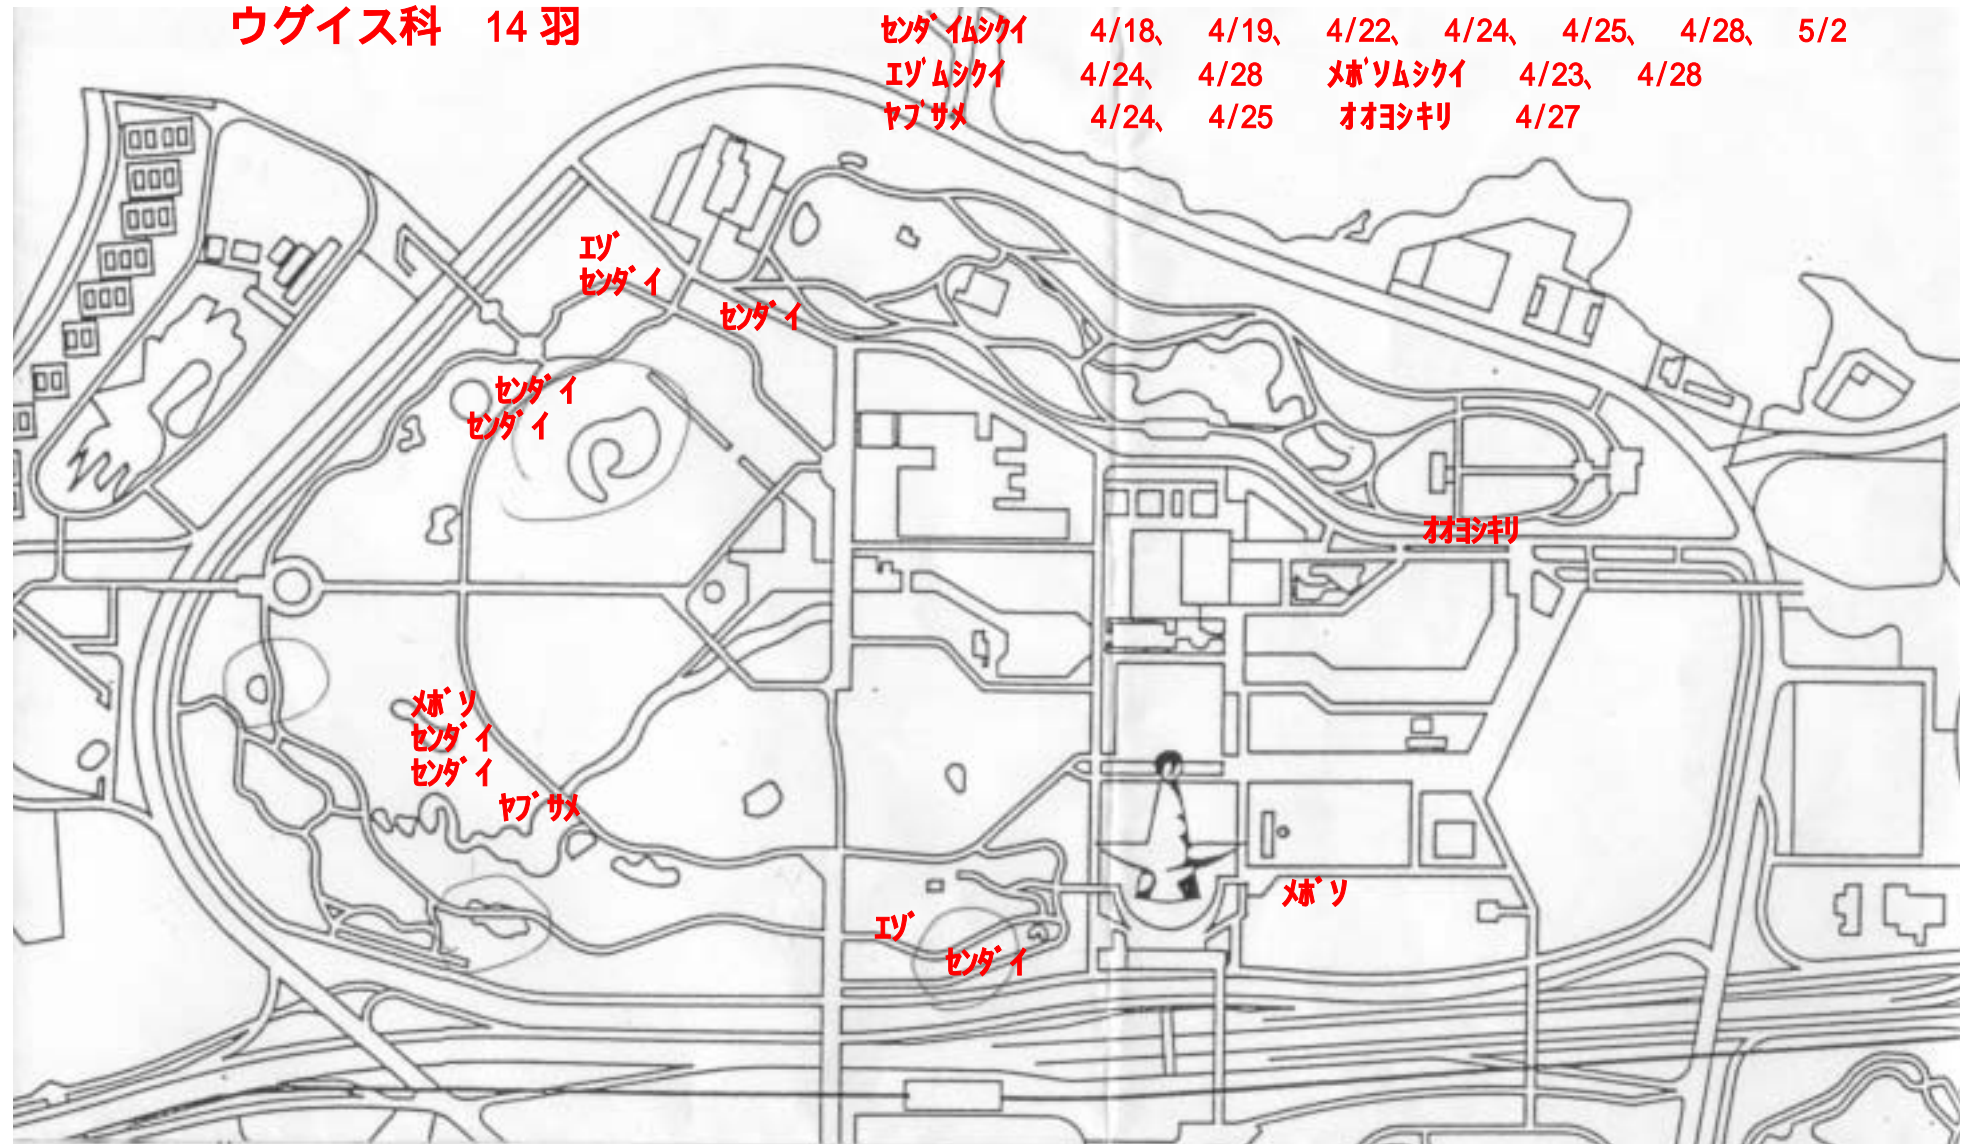 ウグイス科 14羽
ｾﾝﾀﾞｲﾑｼｸｲ 4/18、 4/19、 4/22、 4/24、 4/25、 4/28、 5/2
ｴｿﾞﾑｼｸｲ 4/24、 4/28 ﾒﾎﾞｿﾑｼｸｲ 4/23、 4/28
ﾔﾌﾞｻﾒ 4/24、 4/25 ｵｵﾖｼｷﾘ 4/27
ｴｿﾞ
ｾﾝﾀﾞｲ
ｾﾝﾀﾞｲ
ｾﾝﾀﾞｲ
ｾﾝﾀﾞｲ
ｵｵﾖｼｷﾘ
ﾒﾎﾞｿ
ｾﾝﾀﾞｲ
ｾﾝﾀﾞｲ
ﾔﾌﾞｻﾒ
ﾒﾎﾞｿ
ｴｿﾞ
ｾﾝﾀﾞｲ